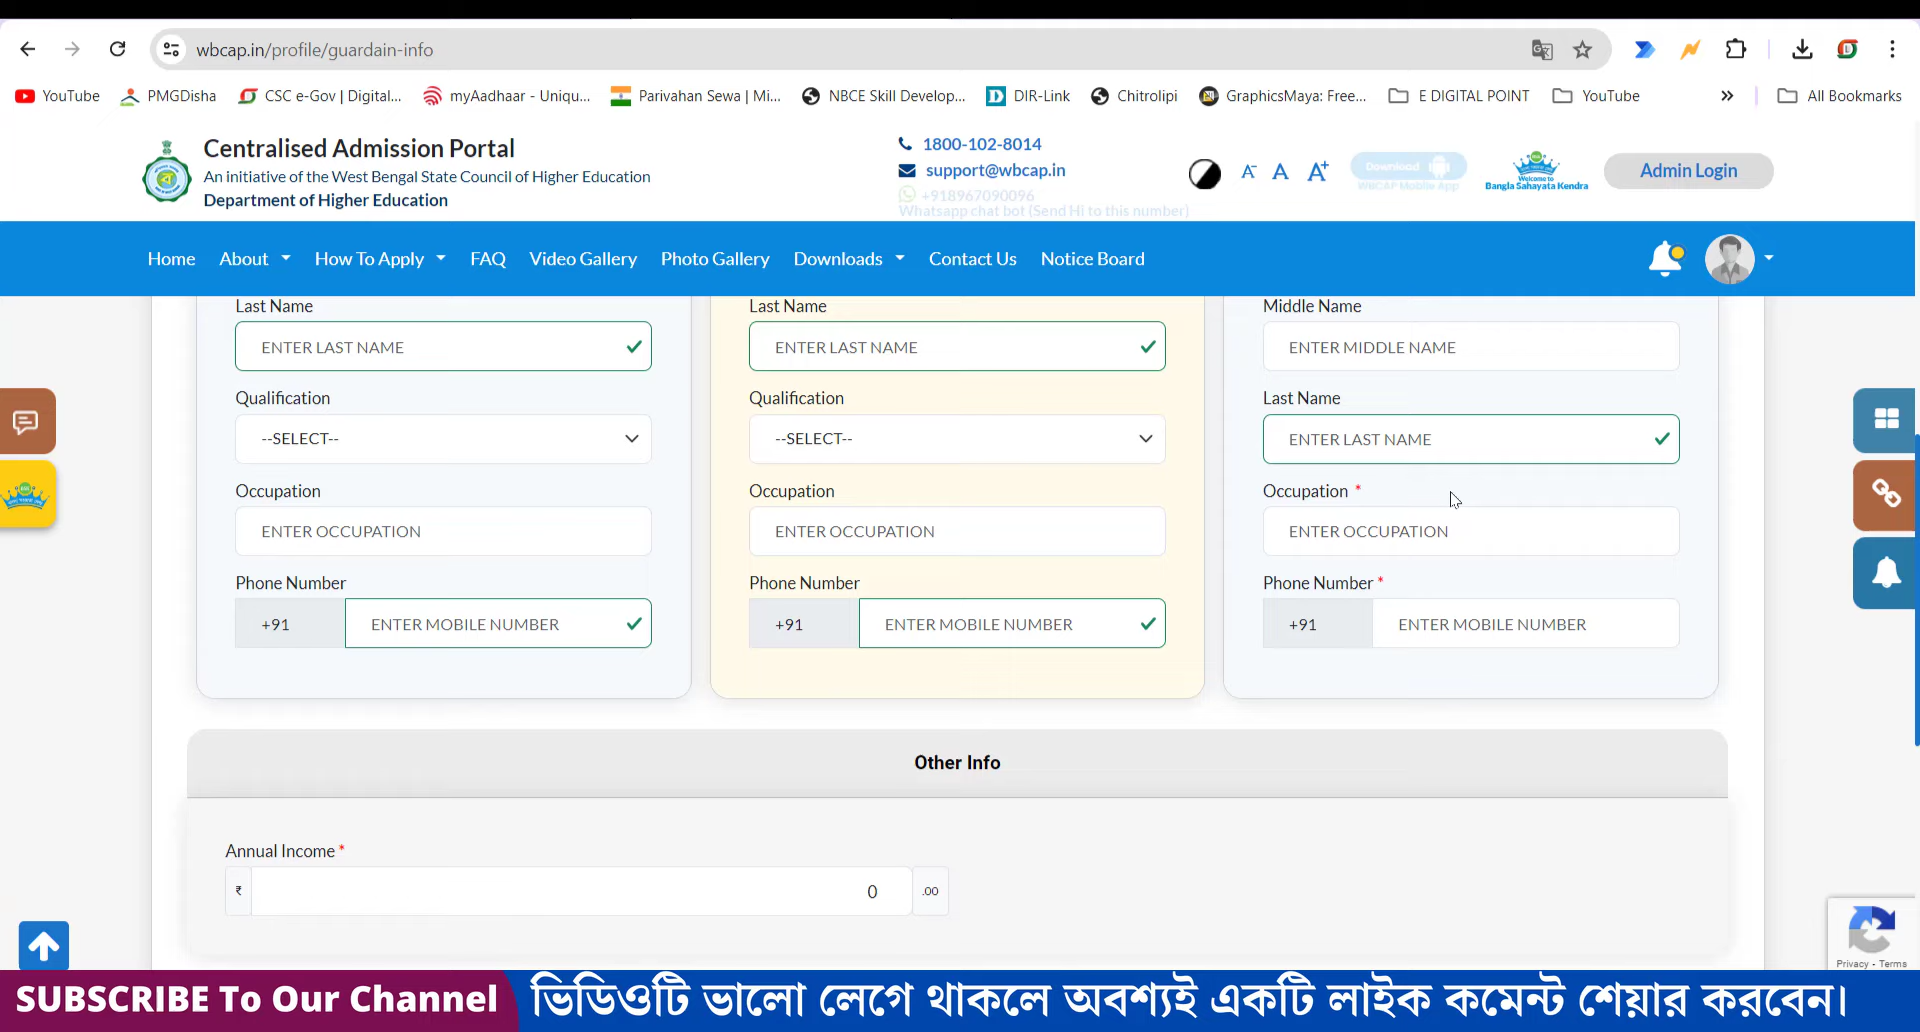 wbcap.in/profile/guardain-info
YouTube PMGDisha CSC e-Gov | Digital... myAadhaar - Uniqu... Parivahan Sewa | Mi... NBCE Skill Develop... DIR-Link Chitrolipi GraphicsMaya: Free... E DIGITAL POINT YouTube » All Bookmarks
Centralised Admission Portal
An initiative of the West Bengal State Council of Higher Education
Department of Higher Education
1800-102-8014
support@wbcap.in
+918967090096
Whatsapp chat bot (Send Hi to this number)
A- A A+
Download
WBCAP Mobile App
Welcome to
Bangla Sahayata Kendra
Admin Login
Home About How To Apply FAQ Video Gallery Photo Gallery Downloads Contact Us Notice Board
Last Name
ENTER LAST NAME
Qualification
--SELECT--
Occupation
ENTER OCCUPATION
Phone Number
+91 ENTER MOBILE NUMBER
Last Name
ENTER LAST NAME
Qualification
--SELECT--
Occupation
ENTER OCCUPATION
Phone Number
+91 ENTER MOBILE NUMBER
Middle Name
ENTER MIDDLE NAME
Last Name
ENTER LAST NAME
Occupation *
ENTER OCCUPATION
Phone Number *
+91 ENTER MOBILE NUMBER
Other Info
Annual Income *
₹ 0 .00
Privacy - Terms
SUBSCRIBE To Our Channel
ভিডিওটি ভালো লেগে থাকলে অবশ্যই একটি লাইক কমেন্ট শেয়ার করবেন।